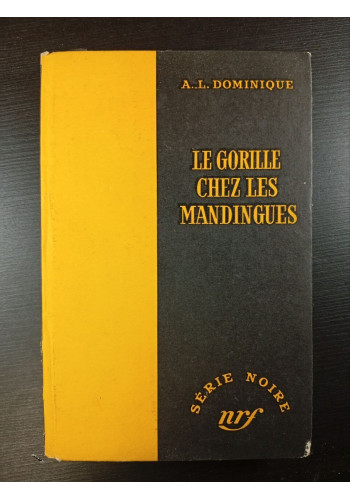 A..L. DOMINIQUE
LE GORILLE
CHEZ LES
MANDINGUES
SÉRIE NOIRE
nrf